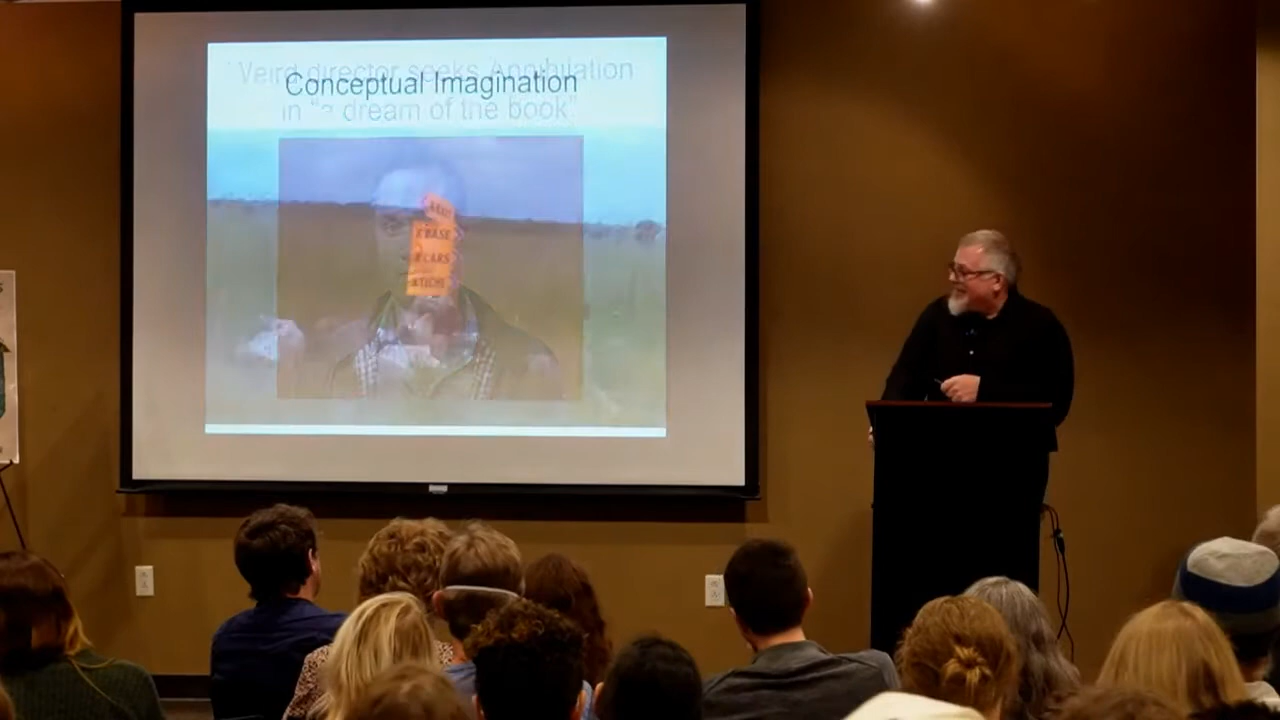 Weird director seeks Annihilation
Conceptual Imagination
in “a dream of the book”